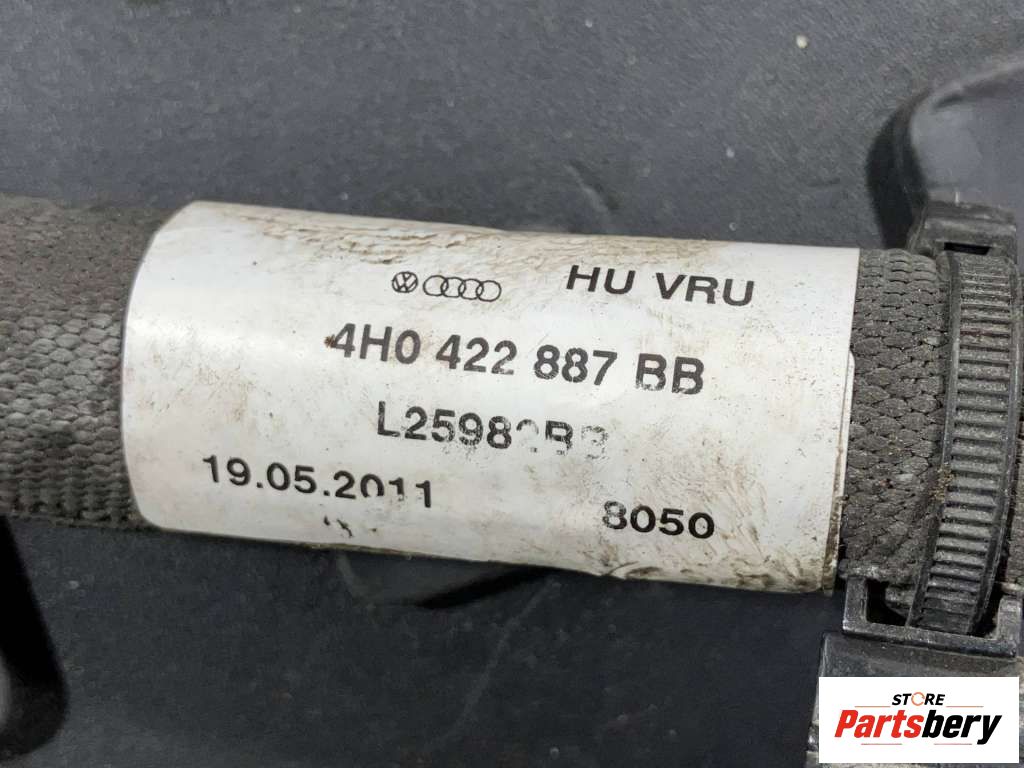 HU VRU
4H0 422 887 BB
19.05.2011
8050
STORE
Partsbery